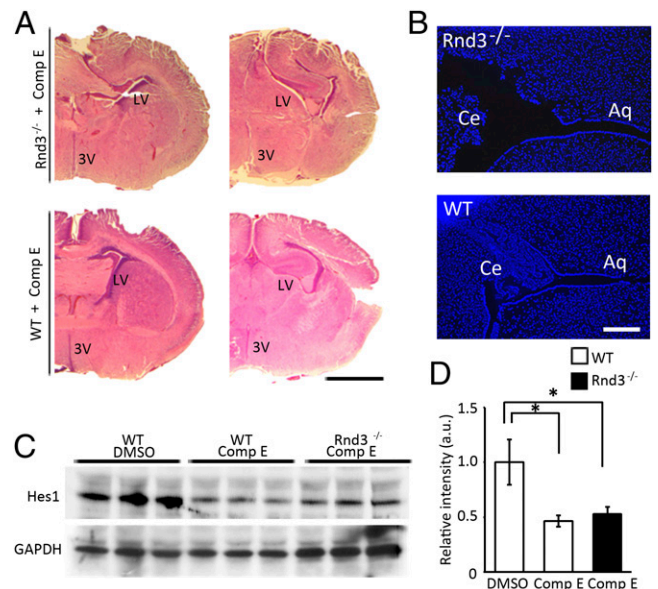 A
Rnd3-/- + Comp E
LV
3V
LV
3V
WT + Comp E
LV
3V
LV
3V
B
Rnd3-/-
Ce
Aq
WT
Ce
Aq
C
WT
DMSO
WT
Comp E
Rnd3 -/-
Comp E
Hes1
GAPDH
D
WT
Rnd3-/-
Relative intensity (a.u.)
1.5
1.0
0.5
0
*
*
DMSO Comp E Comp E